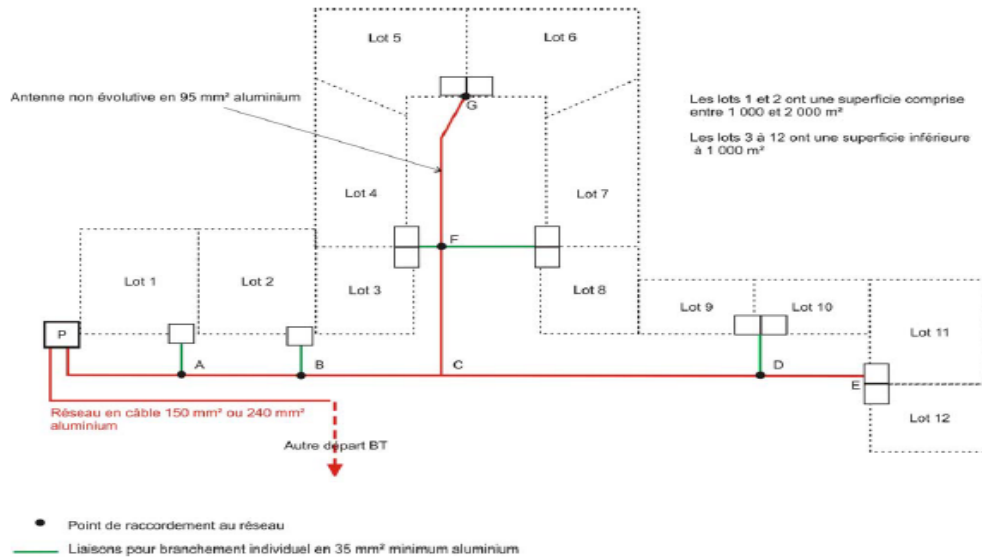 Lot 5
Lot 6
Antenne non évolutive en 95 mm² aluminium
G
Les lots 1 et 2 ont une superficie comprise
entre 1 000 et 2 000 m²
Les lots 3 à 12 ont une superficie inférieure
à 1 000 m²
Lot 4
Lot 7
F
Lot 1
Lot 2
Lot 3
Lot 8
Lot 9
Lot 10
Lot 11
P
A
B
C
D
E
Réseau en câble 150 mm² ou 240 mm²
aluminium
Lot 12
Autre départ BT
Point de raccordement au réseau
Liaisons pour branchement individuel en 35 mm² minimum aluminium